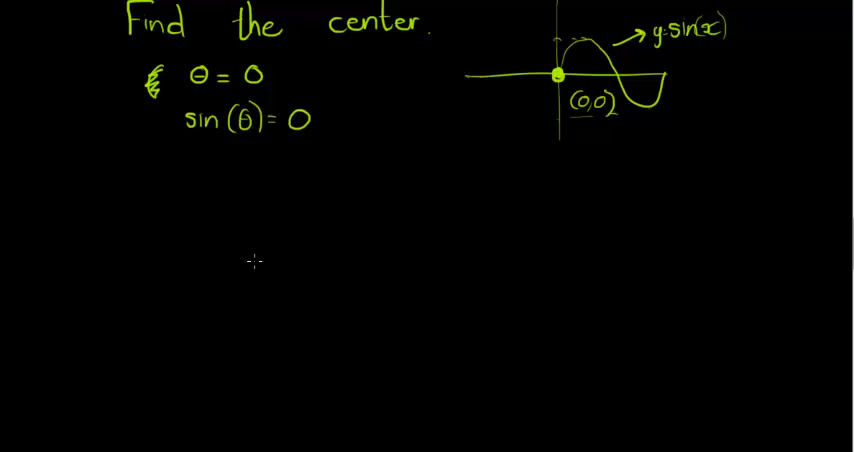 Find the center.
y=sin(x)
θ = 0
(0,0)
sin (θ) = 0